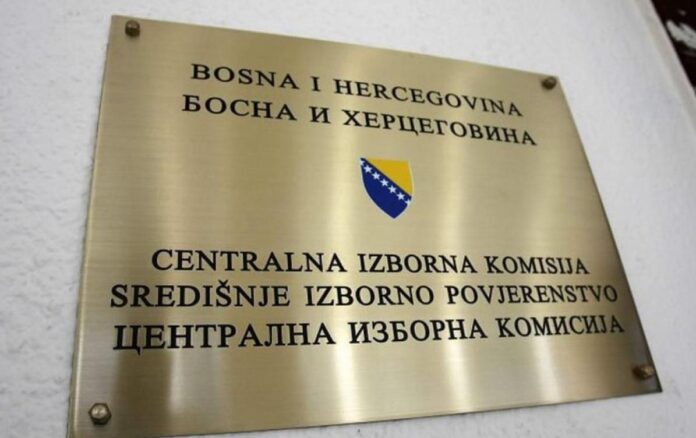 BOSNA I HERCEGOVINA
БОСНА И ХЕРЦЕГОВИНА
CENTRALNA IZBORNA KOMISIJA
SREDIŠNJE IZBORNO POVJERENSTVO
ЦЕНТРАЛНА ИЗБОРНА КОМИСИЈА